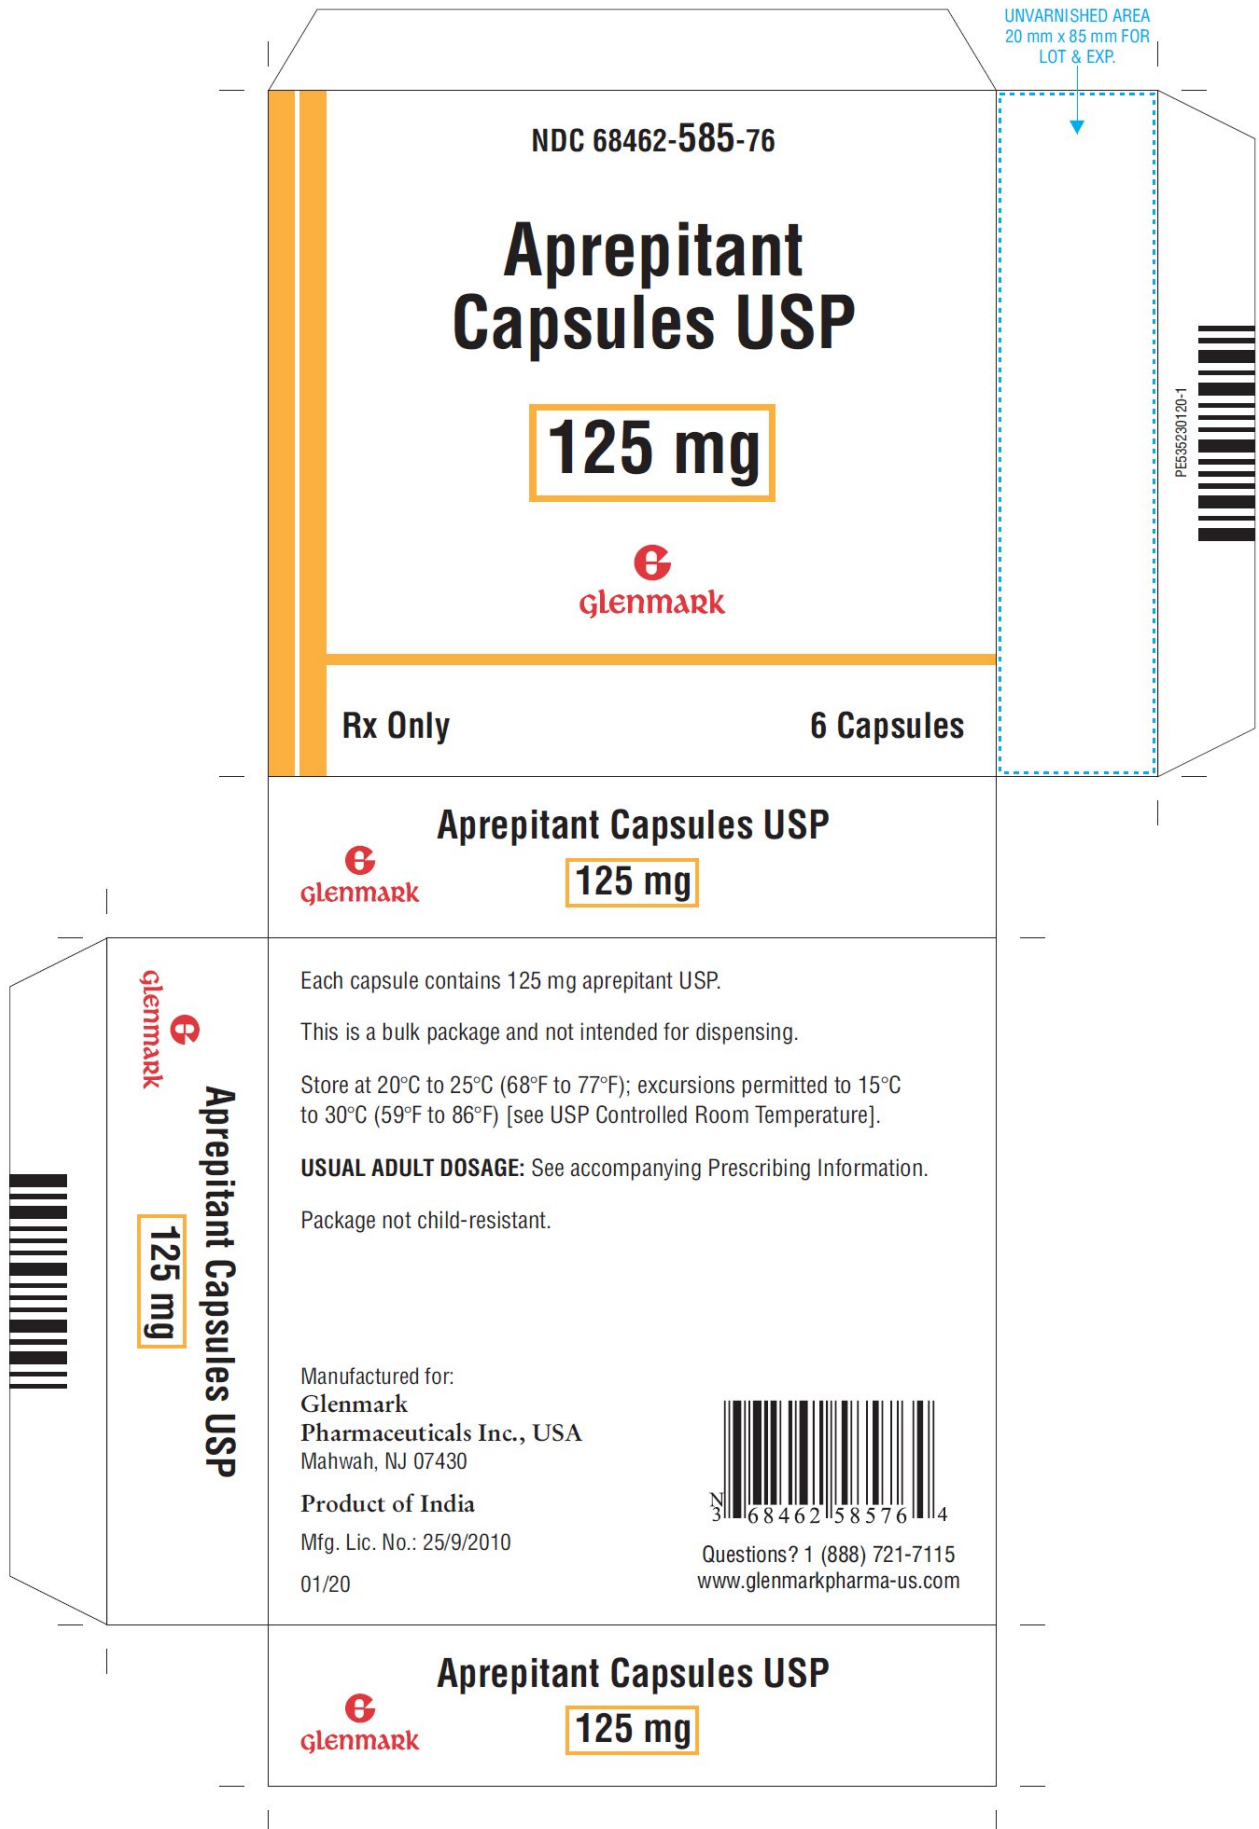 UNVARNISHED AREA
20 mm x 85 mm FOR
LOT & EXP.
NDC 68462-585-76
Aprepitant
Capsules USP
125 mg
glenmark
PE535230120-1
Rx Only
6 Capsules
Aprepitant Capsules USP
125 mg
glenmark
glenmark
Aprepitant Capsules USP
125 mg
Each capsule contains 125 mg aprepitant USP.
This is a bulk package and not intended for dispensing.
Store at 20°C to 25°C (68°F to 77°F); excursions permitted to 15°C
to 30°C (59°F to 86°F) [see USP Controlled Room Temperature].
USUAL ADULT DOSAGE: See accompanying Prescribing Information.
Package not child-resistant.
Manufactured for:
Glenmark
Pharmaceuticals Inc., USA
Mahwah, NJ 07430
Product of India
Mfg. Lic. No.: 25/9/2010
01/20
N
3 68462 58576 4
Questions? 1 (888) 721-7115
www.glenmarkpharma-us.com
Aprepitant Capsules USP
125 mg
glenmark